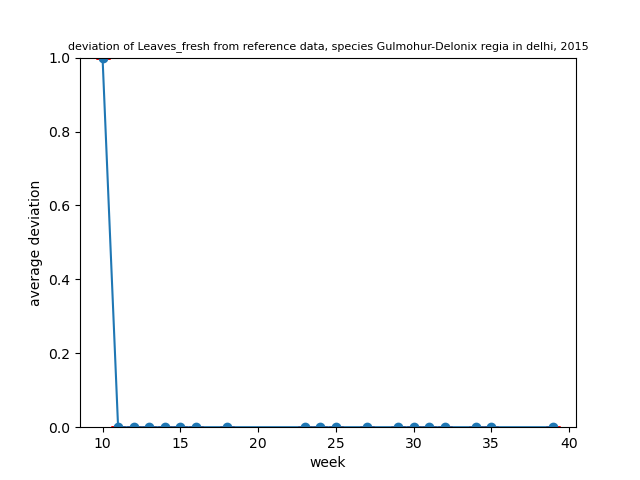 deviation of Leaves_fresh from reference data, species Gulmohur-Delonix regia in delhi, 2015
1.0
0.8
0.6
0.4
0.2
0.0
average deviation
10 15 20 25 30 35 40
week